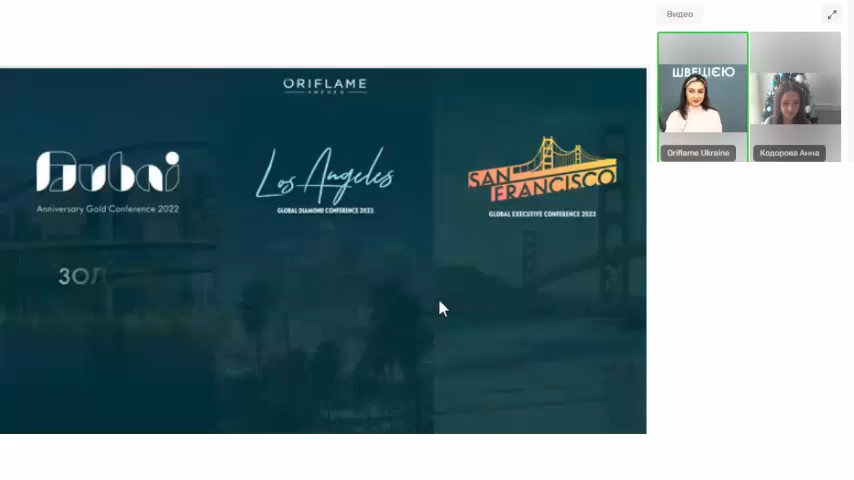 Видео
ORIFLAME
SWEDEN
Dubai
Anniversary Gold Conference 2022
Los Angeles
GLOBAL DIAMOND CONFERENCE 2023
SAN FRANCISCO
GLOBAL EXECUTIVE CONFERENCE 2023
ЗОЛ
ШВЕЦІЄЮ
Oriflame Ukraine
Кодорова Анна